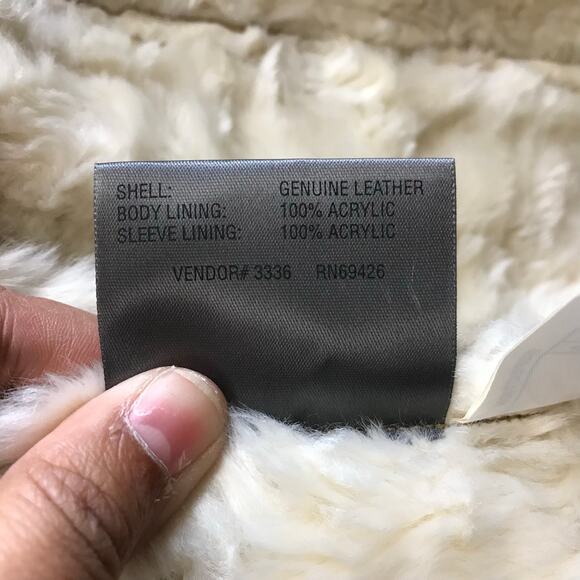 SHELL: GENUINE LEATHER
BODY LINING: 100% ACRYLIC
SLEEVE LINING: 100% ACRYLIC
VENDOR# 3336 RN69426